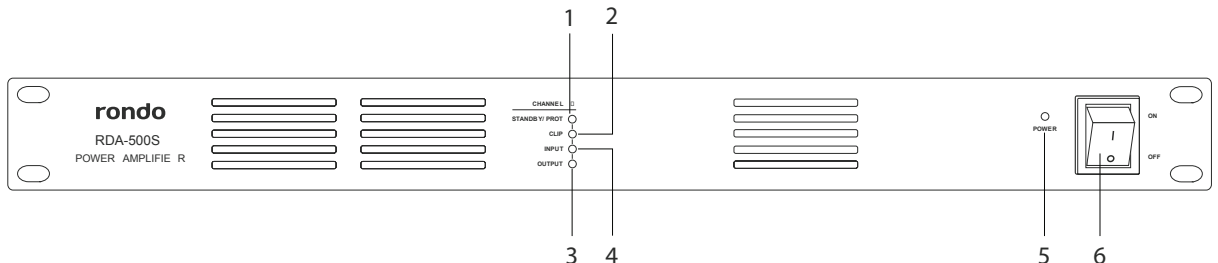 1 2
CHANNEL
rondo
STANDBY/ PROT
RDA-500S
CLIP
POWER AMPLIFIE R
INPUT
OUTPUT
POWER
ON
OFF
3 4 5 6